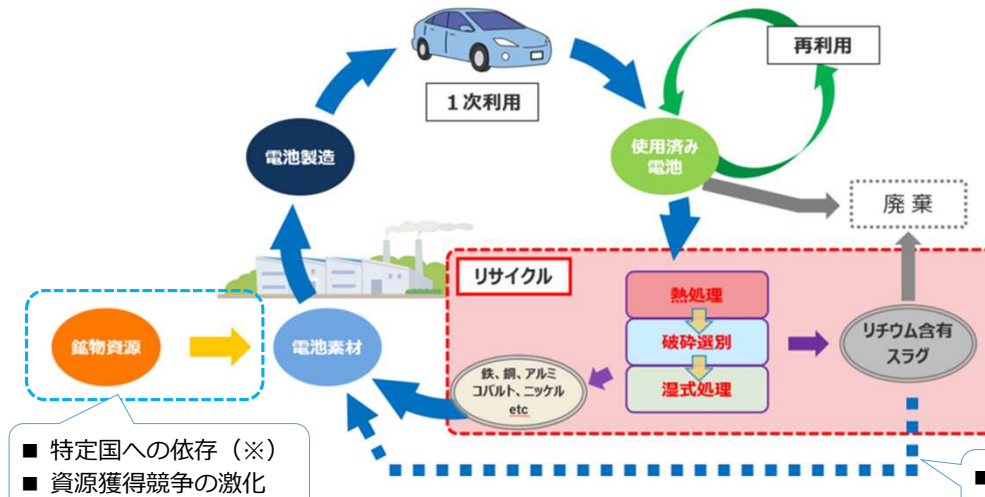 再利用
1次利用
電池製造
使用済み
電池
廃棄
リサイクル
熱処理
破砕選別
湿式処理
リチウム含有
スラグ
鉱物資源
電池素材
鉄、銅、アルミ
コバルト、ニッケル
etc
■ 特定国への依存（※）
■ 資源獲得競争の激化
■